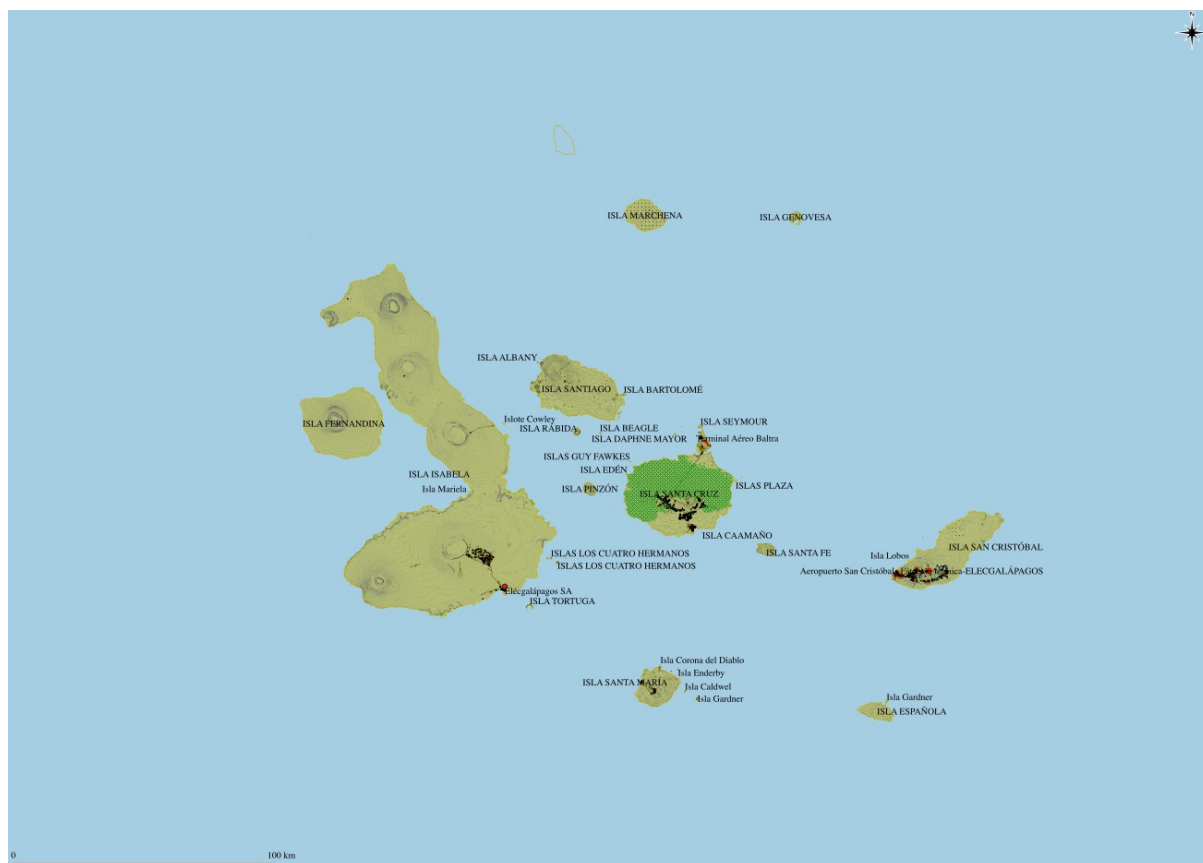 N
ISLA MARCHENA
ISLA GENOVESA
ISLA ALBANY
ISLA SANTIAGO
ISLA BARTOLOMÉ
ISLA FERNANDINA
Islote Cowley
ISLA RÁBIDA
ISLA BEAGLE
ISLA SEYMOUR
ISLA DAPHNE MAYOR
Terminal Aéreo Baltra
ISLAS GUY FAWKES
ISLA EDÉN
ISLA ISABELA
Isla Mariela
ISLA PINZÓN
ISLA SANTA CRUZ
ISLAS PLAZA
ISLA CAAMAÑO
ISLA SANTA FE
ISLA SAN CRISTÓBAL
Isla Lobos
ISLAS LOS CUATRO HERMANOS
ISLAS LOS CUATRO HERMANOS
Aeropuerto San Cristóbal
-ELECGALÁPAGOS
Elecgalápagos SA
ISLA TORTUGA
Isla Corona del Diablo
Isla Enderby
ISLA SANTA MARÍA
Isla Caldwel
Isla Gardner
Isla Gardner
ISLA ESPAÑOLA
0
100 km